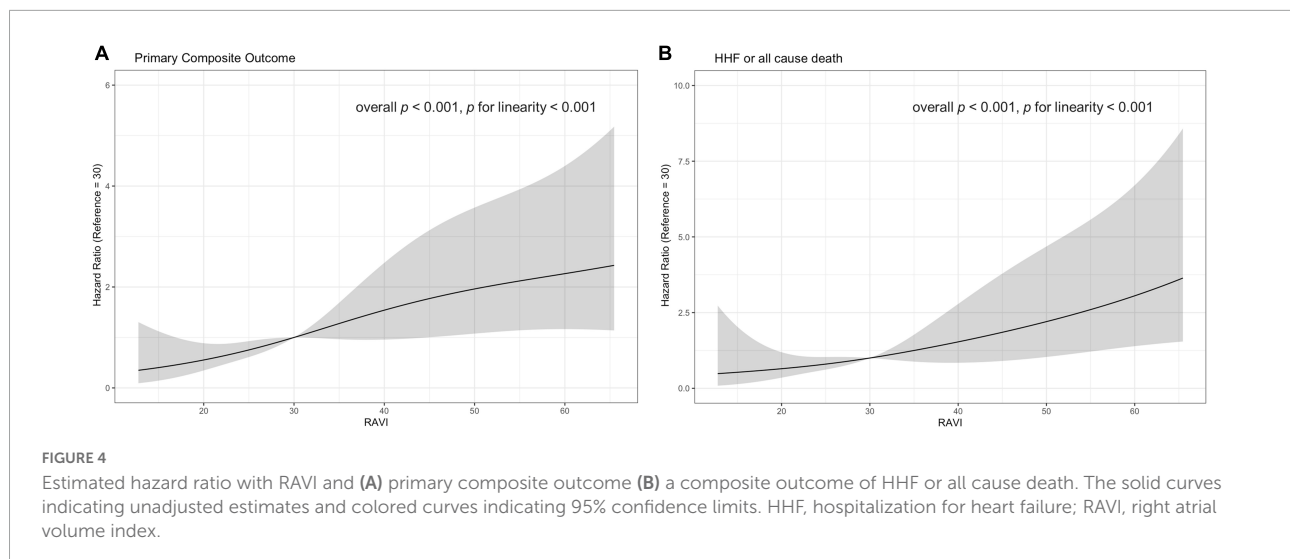 A
Primary Composite Outcome
overall p < 0.001, p for linearity < 0.001
Hazard Ratio (Reference = 30)
6
4
2
0
20 30 40 50 60
RAVI
B
HHF or all cause death
overall p < 0.001, p for linearity < 0.001
Hazard Ratio (Reference = 30)
10.0
7.5
5.0
2.5
0.0
20 30 40 50 60
RAVI
FIGURE 4
Estimated hazard ratio with RAVI and (A) primary composite outcome (B) a composite outcome of HHF or all cause death. The solid curves
indicating unadjusted estimates and colored curves indicating 95% confidence limits. HHF, hospitalization for heart failure; RAVI, right atrial
volume index.